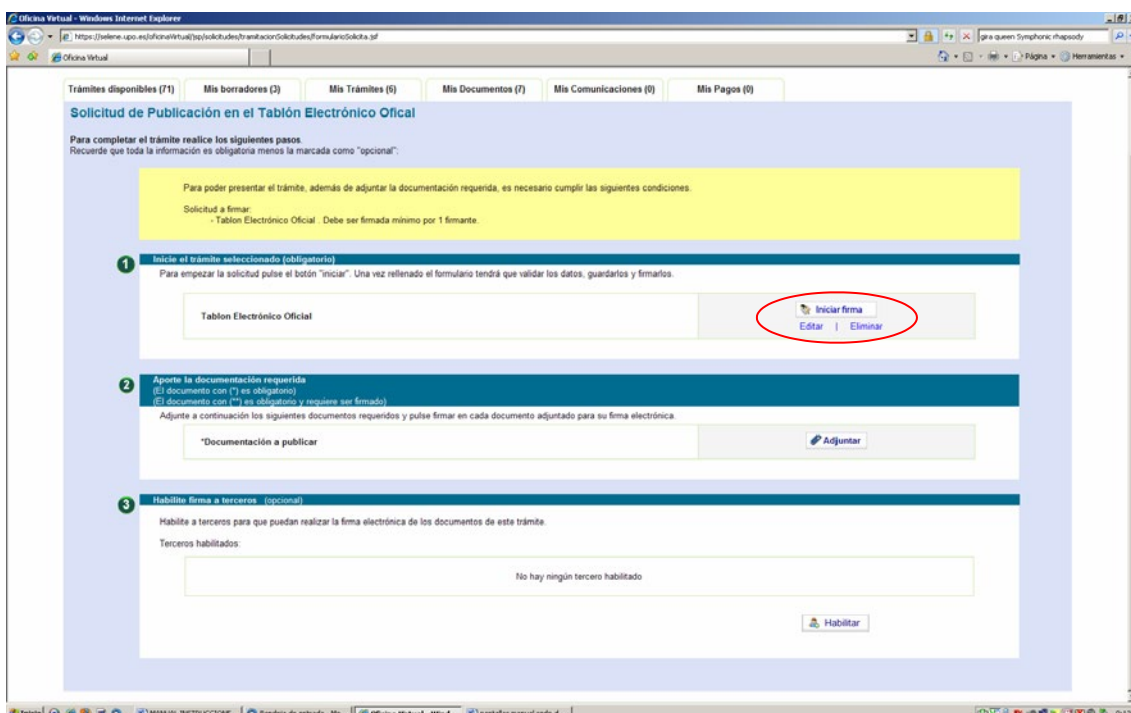 Oficina Virtual - Windows Internet Explorer
https://selene.upo.es/oficinaVirtual/jsp/solicitudes/tramitacionSolicitudes/formularioSolicita.jsf
gira queen Symphonic rhapsody
Oficina Virtual
Página
Herramientas
Trámites disponibles (71) Mis borradores (3) Mis Trámites (6) Mis Documentos (7) Mis Comunicaciones (0) Mis Pagos (0)
Solicitud de Publicación en el Tablón Electrónico Ofical
Para completar el trámite realice los siguientes pasos.
Recuerde que toda la información es obligatoria menos la marcada como "opcional":
Para poder presentar el trámite, además de adjuntar la documentación requerida, es necesario cumplir las siguientes condiciones.
Solicitud a firmar:
- Tablon Electrónico Oficial . Debe ser firmada mínimo por 1 firmante.
1 Inicie el trámite seleccionado (obligatorio)
Para empezar la solicitud pulse el botón "iniciar". Una vez rellenado el formulario tendrá que validar los datos, guardarlos y firmarlos.
Tablon Electrónico Oficial
Iniciar firma
Editar | Eliminar
2 Aporte la documentación requerida
(El documento con (*) es obligatorio)
(El documento con (**) es obligatorio y requiere ser firmado)
Adjunte a continuación los siguientes documentos requeridos y pulse firmar en cada documento adjuntado para su firma electrónica.
*Documentación a publicar
Adjuntar
3 Habilite firma a terceros (opcional)
Habilite a terceros para que puedan realizar la firma electrónica de los documentos de este trámite.
Terceros habilitados:
No hay ningún tercero habilitado
Habilitar